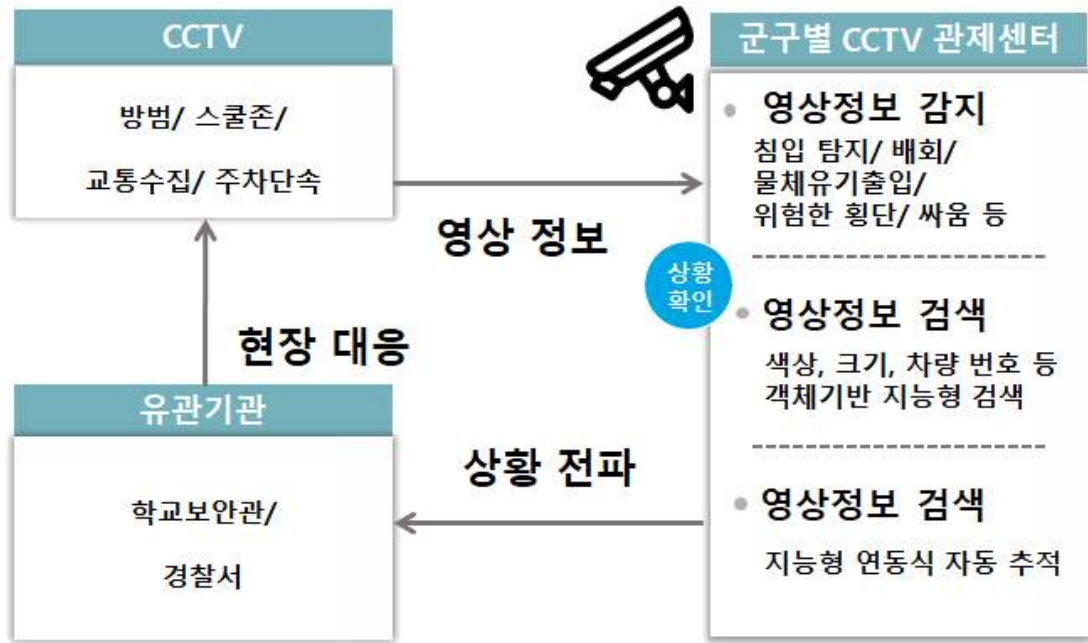 CCTV
방범/ 스쿨존/
교통수집/ 주차단속
영상 정보
군구별 CCTV 관제센터
영상정보 감지
침입 탐지/ 배회/
물체유기출입/
위험한 횡단/ 싸움 등
상황
확인
영상정보 검색
색상, 크기, 차량 번호 등
객체기반 지능형 검색
영상정보 검색
지능형 연동식 자동 추적
상황 전파
유관기관
학교보안관/
경찰서
현장 대응